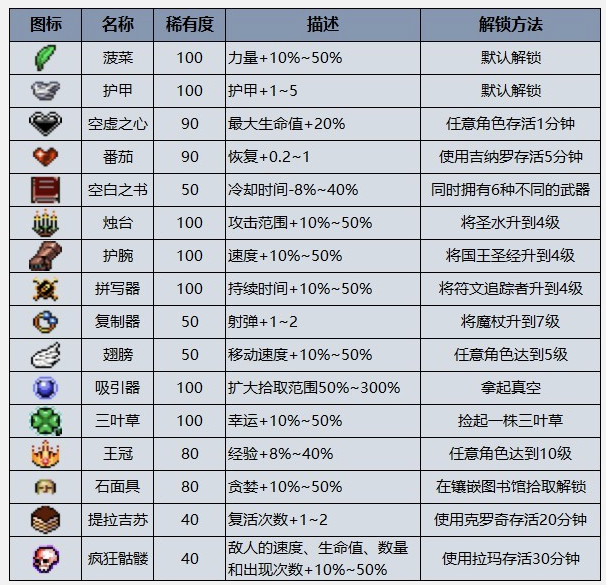 图标 名称 稀有度 描述 解锁方法
菠菜 100 力量+10%~50% 默认解锁
护甲 100 护甲+1~5 默认解锁
空虚之心 90 最大生命值+20% 任意角色存活1分钟
番茄 90 恢复+0.2~1 使用吉纳罗存活5分钟
空白之书 50 冷却时间-8%~40% 同时拥有6种不同的武器
烛台 100 攻击范围+10%~50% 将圣水升到4级
护腕 100 速度+10%~50% 将国王圣经升到4级
拼写器 100 持续时间+10%~50% 将符文追踪者升到4级
复制器 50 射弹+1~2 将魔杖升到7级
翅膀 50 移动速度+10%~50% 任意角色达到5级
吸引器 100 扩大拾取范围50%~300% 拿起真空
三叶草 100 幸运+10%~50% 捡起一株三叶草
王冠 80 经验+8%~40% 任意角色达到10级
石面具 80 贪婪+10%~50% 在镶嵌图书馆拾取解锁
提拉吉苏 40 复活次数+1~2 使用克罗奇存活20分钟
疯狂骷髅 40 敌人的速度、生命值、数量 使用拉玛存活30分钟
和出现次数+10%~50%